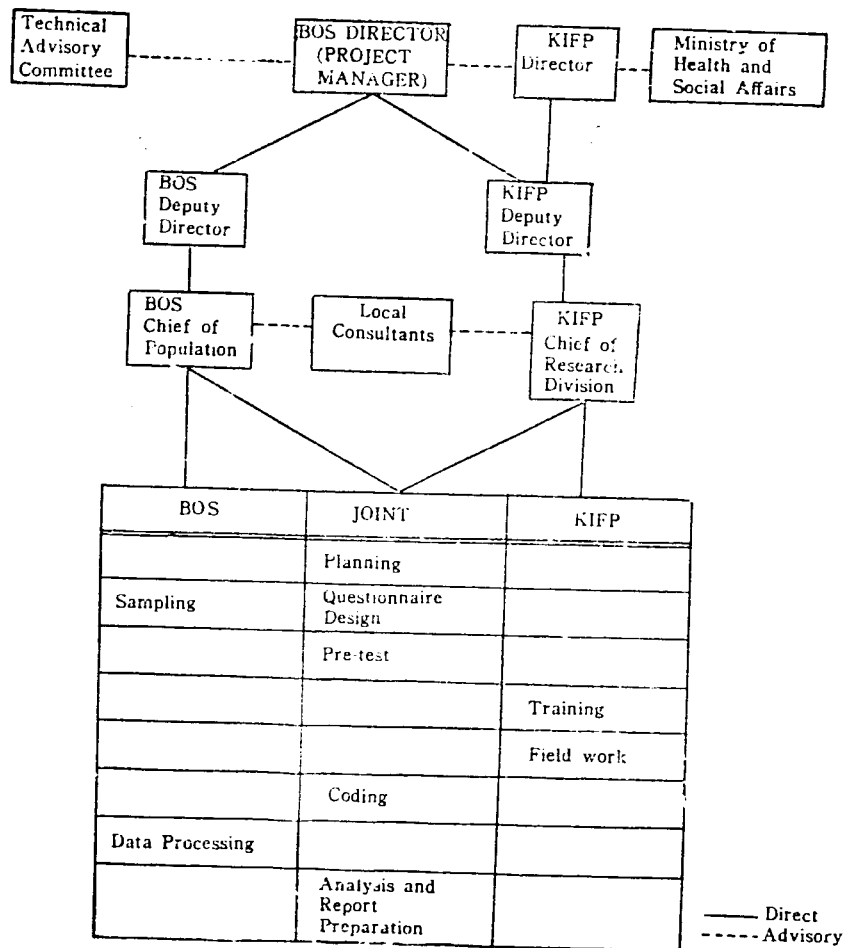 Technical
Advisory
Committee
BOS DIRECTOR
(PROJECT
MANAGER)
KIFP
Director
Ministry of
Health and
Social Affairs
BOS
Deputy
Director
KIFP
Deputy
Director
BOS
Chief of
Population
Local
Consultants
KIFP
Chief of
Research
Division
BOS
JOINT
KIFP
Planning
Sampling
Questionnaire
Design
Pre-test
Training
Field work
Coding
Data Processing
Analysis and
Report
Preparation
Direct
Advisory